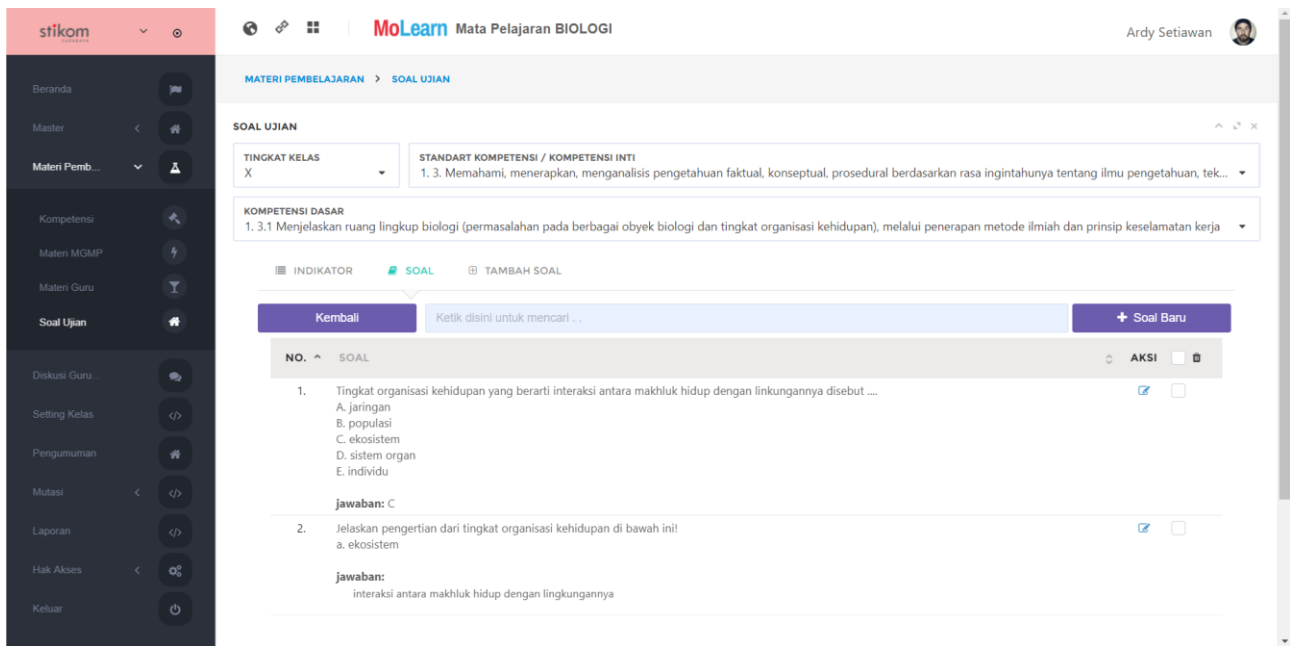 stikom
SURABAYA
MoLearn Mata Pelajaran BIOLOGI
Ardy Setiawan
Beranda
Master
Materi Pemb...
Kompetensi
Materi MGMP
Materi Guru
Soal Ujian
Diskusi Guru...
Setting Kelas
Pengumuman
Mutasi
Laporan
Hak Akses
Keluar
MATERI PEMBELAJARAN > SOAL UJIAN
SOAL UJIAN
TINGKAT KELAS
X
STANDART KOMPETENSI / KOMPETENSI INTI
1. 3. Memahami, menerapkan, menganalisis pengetahuan faktual, konseptual, prosedural berdasarkan rasa ingintahunya tentang ilmu pengetahuan, tek...
KOMPETENSI DASAR
1. 3.1 Menjelaskan ruang lingkup biologi (permasalahan pada berbagai obyek biologi dan tingkat organisasi kehidupan), melalui penerapan metode ilmiah dan prinsip keselamatan kerja
INDIKATOR SOAL TAMBAH SOAL
Kembali Ketik disini untuk mencari . . + Soal Baru
NO. SOAL AKSI
1. Tingkat organisasi kehidupan yang berarti interaksi antara makhluk hidup dengan linkungannya disebut ....
A. jaringan
B. populasi
C. ekosistem
D. sistem organ
E. individu
jawaban: C
2. Jelaskan pengertian dari tingkat organisasi kehidupan di bawah ini!
a. ekosistem
jawaban:
interaksi antara makhluk hidup dengan lingkungannya